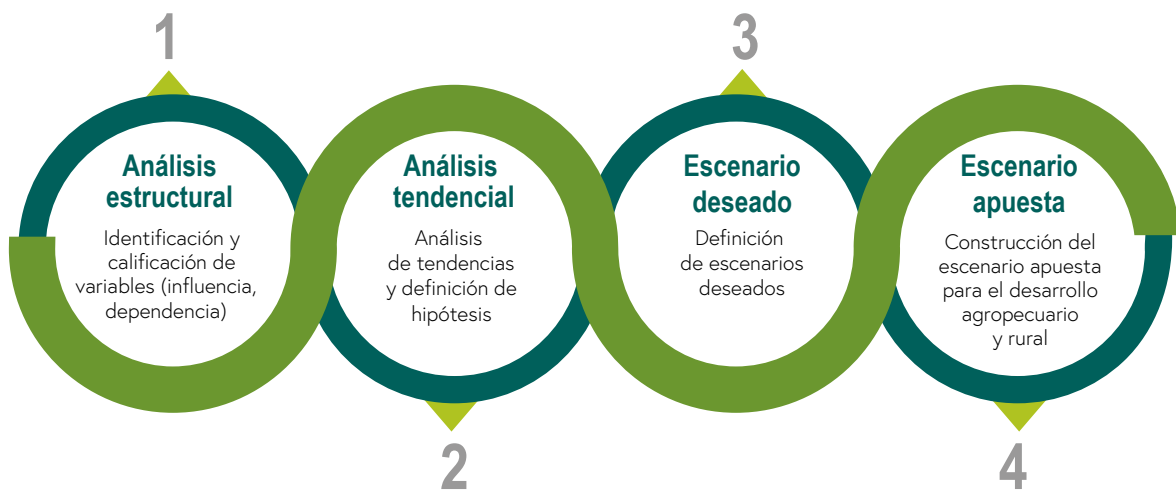 1
Análisis
estructural
Identificación y
calificación de
variables (influencia,
dependencia)
2
Análisis
tendencial
Análisis
de tendencias
y definición de
hipótesis
3
Escenario
deseado
Definición
de escenarios
deseados
4
Escenario
apuesta
Construcción del
escenario apuesta
para el desarrollo
agropecuario
y rural